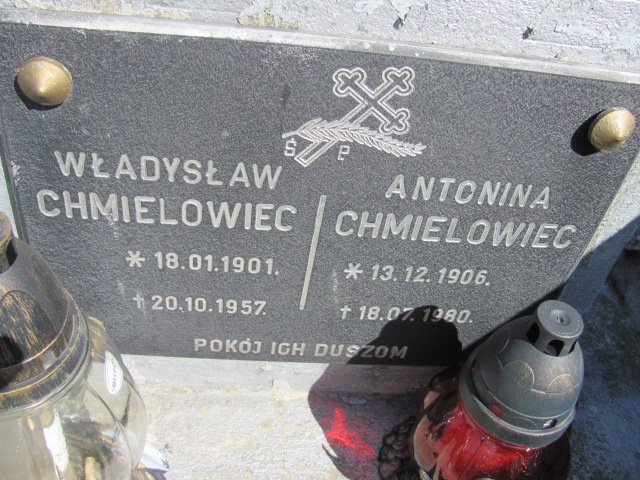 Ś P
WŁADYSŁAW
CHMIELOWIEC
* 18.01.1901.
† 20.10.1957.
ANTONINA
CHMIELOWIEC
* 13.12.1906.
† 18.07.1980.
POKÓJ ICH DUSZOM